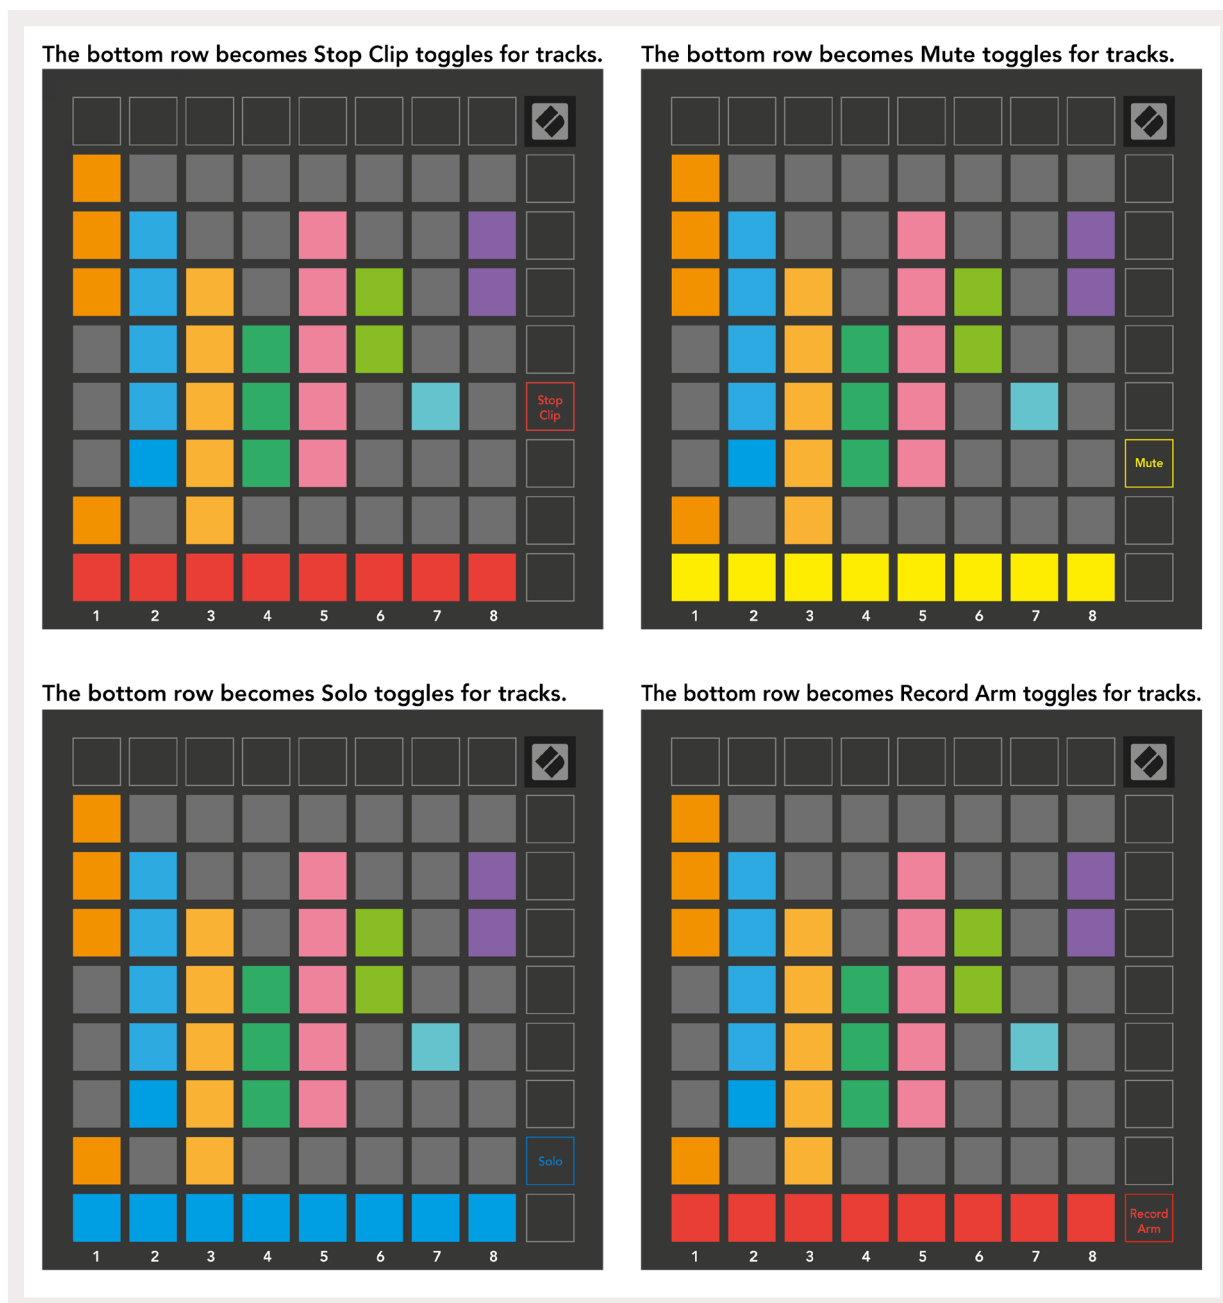 The bottom row becomes Stop Clip toggles for tracks.
Stop
Clip
1 2 3 4 5 6 7 8
The bottom row becomes Mute toggles for tracks.
Mute
1 2 3 4 5 6 7 8
The bottom row becomes Solo toggles for tracks.
Solo
1 2 3 4 5 6 7 8
The bottom row becomes Record Arm toggles for tracks.
Record
Arm
1 2 3 4 5 6 7 8